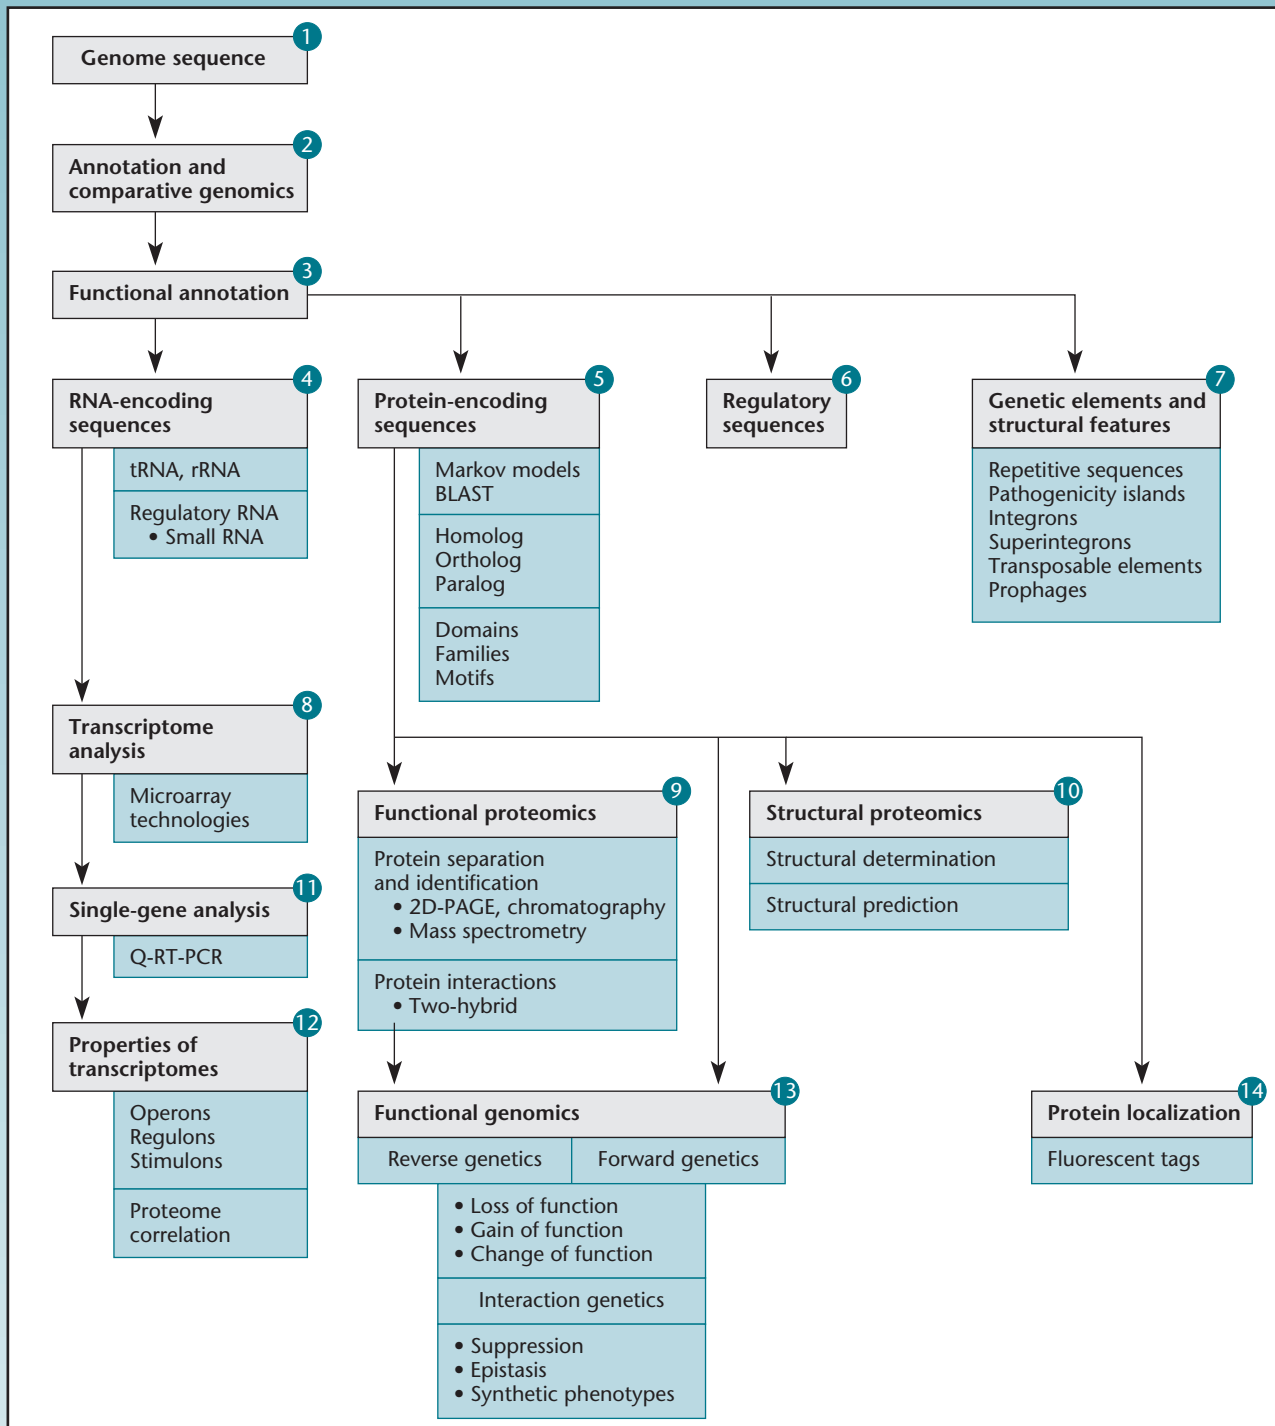 1
Genome sequence
2
Annotation and
comparative genomics
3
Functional annotation
4
RNA-encoding
sequences
tRNA, rRNA
Regulatory RNA
• Small RNA
5
Protein-encoding
sequences
Markov models
BLAST
Homolog
Ortholog
Paralog
Domains
Families
Motifs
6
Regulatory
sequences
7
Genetic elements and
structural features
Repetitive sequences
Pathogenicity islands
Integrons
Superintegrons
Transposable elements
Prophages
8
Transcriptome
analysis
Microarray
technologies
9
Functional proteomics
Protein separation
and identification
• 2D-PAGE, chromatography
• Mass spectrometry
Protein interactions
• Two-hybrid
10
Structural proteomics
Structural determination
Structural prediction
11
Single-gene analysis
Q-RT-PCR
12
Properties of
transcriptomes
Operons
Regulons
Stimulons
Proteome
correlation
13
Functional genomics
Reverse genetics
Forward genetics
• Loss of function
• Gain of function
• Change of function
Interaction genetics
• Suppression
• Epistasis
• Synthetic phenotypes
14
Protein localization
Fluorescent tags